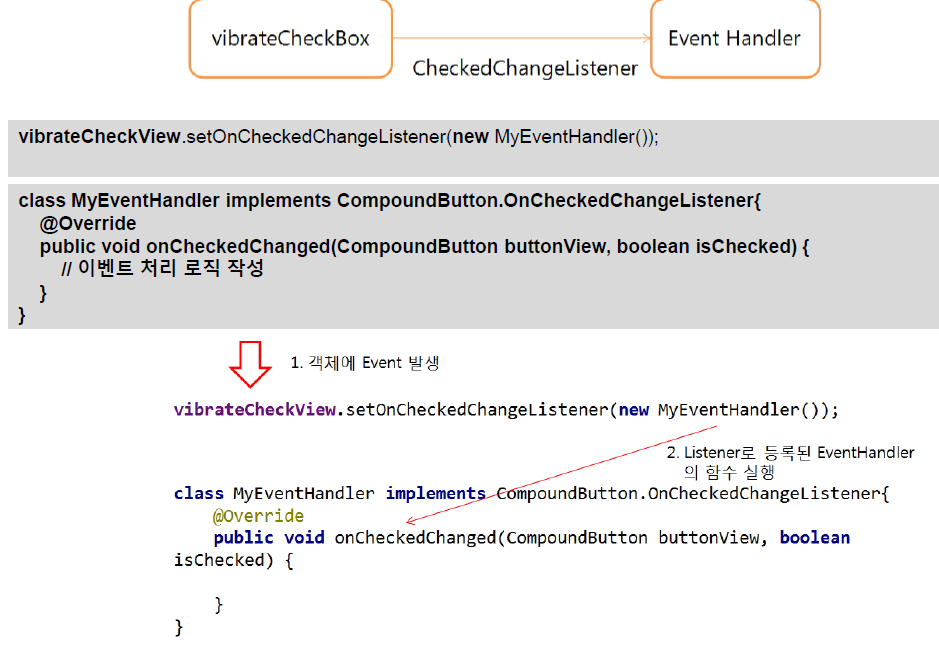 vibrateCheckBox
Event Handler
CheckedChangeListener
vibrateCheckView.setOnCheckedChangeListener(new MyEventHandler());
class MyEventHandler implements CompoundButton.OnCheckedChangeListener{
@Override
public void onCheckedChanged(CompoundButton buttonView, boolean isChecked) {
// 이벤트 처리 로직 작성
}
}
1. 객체에 Event 발생
vibrateCheckView.setOnCheckedChangeListener(new MyEventHandler());
2. Listener로 등록된 EventHandler
의 함수 실행
class MyEventHandler implements CompoundButton.OnCheckedChangeListener{
@Override
public void onCheckedChanged(CompoundButton buttonView, boolean
isChecked) {
}
}